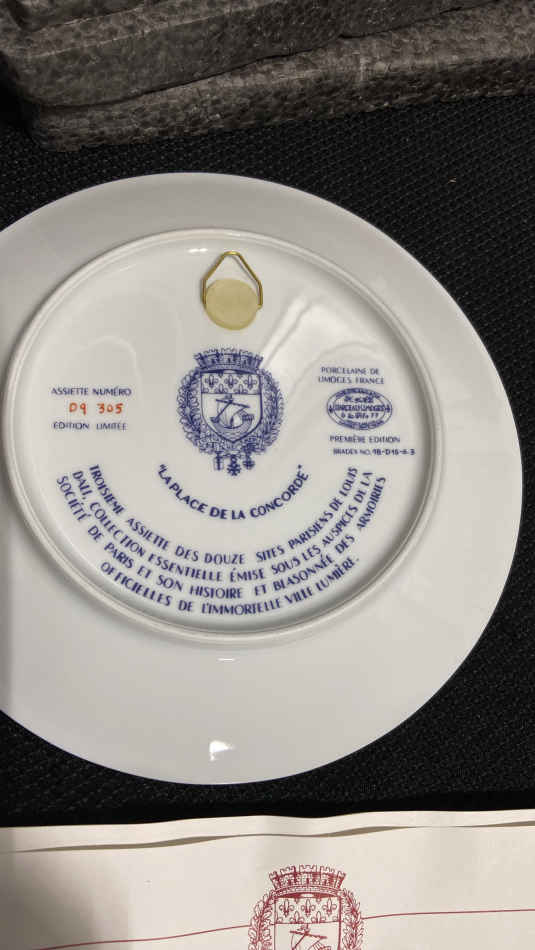 ASSIETTE NUMÉRO
D9 305
EDITION LIMITÉE
PORCELAINE DE
LIMOGES FRANCE
PREMIÈRE EDITION
BRADEX NO. 18-D15-6.3
"LA PLACE DE LA CONCORDE"
TROISIÈME ASSIETTE DES DOUZE SITES PARISIENS DE LOUIS
DALI, COLLECTION ESSENTIELLE ÉMISE SOUS LES AUSPICES DE LA
SOCIÉTÉ DE PARIS ET SON HISTOIRE ET BLASONNÉE DES ARMOIRIES
OFFICIELLES DE L'IMMORTELLE VILLE LUMIÈRE.